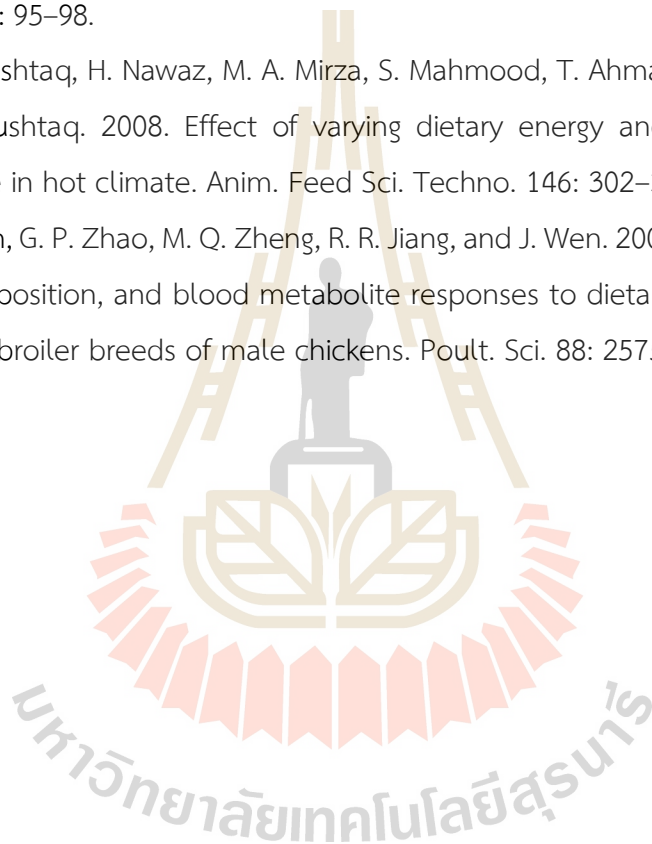 : 95–98.
shtaq, H. Nawaz, M. A. Mirza, S. Mahmood, T. Ahma
ushtaq. 2008. Effect of varying dietary energy an
e in hot climate. Anim. Feed Sci. Techno. 146: 302–
n, G. P. Zhao, M. Q. Zheng, R. R. Jiang, and J. Wen. 200
position, and blood metabolite responses to dieta
broiler breeds of male chickens. Poult. Sci. 88: 257
มหาวิทยาลัยเทคโนโลยีสุรนารี